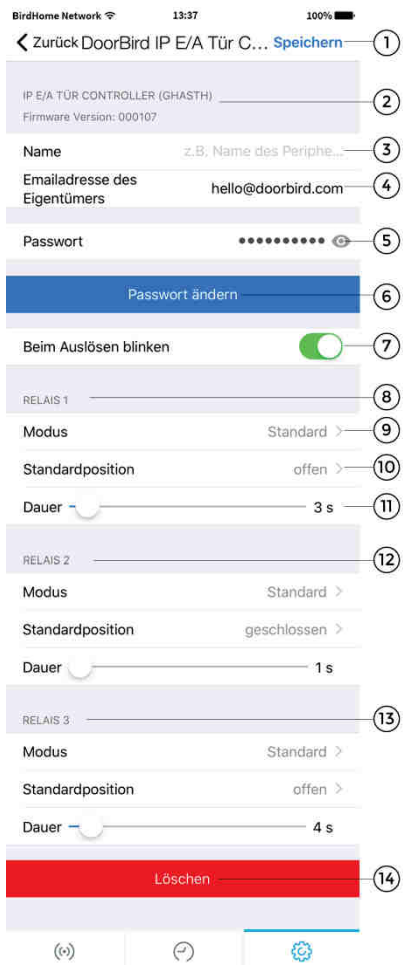 BirdHome Network 13:37 100%
Zurück DoorBird IP E/A Tür C... Speichern 1
IP E/A TÜR CONTROLLER (GHASTH) 2
Firmware Version: 000107
Name z.B. Name des Periphe... 3
Emailadresse des
Eigentümers hello@doorbird.com 4
Passwort •••••••••• 5
Passwort ändern 6
Beim Auslösen blinken 7
RELAIS 1 8
Modus Standard > 9
Standardposition offen > 10
Dauer 3 s 11
RELAIS 2 12
Modus Standard >
Standardposition geschlossen >
Dauer 1 s
RELAIS 3 13
Modus Standard >
Standardposition offen >
Dauer 4 s
Löschen 14